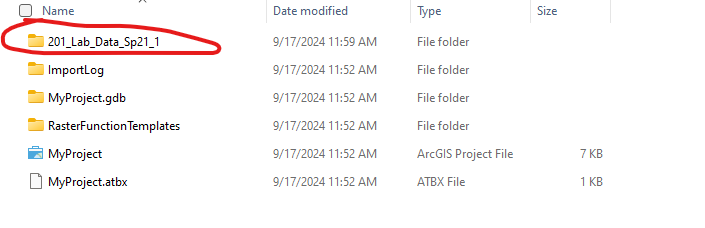 Name Date modified Type Size
201_Lab_Data_Sp21_1 9/17/2024 11:59 AM File folder
ImportLog 9/17/2024 11:52 AM File folder
MyProject.gdb 9/17/2024 11:52 AM File folder
RasterFunctionTemplates 9/17/2024 11:52 AM File folder
MyProject 9/17/2024 11:52 AM ArcGIS Project File 7 KB
MyProject.atbx 9/17/2024 11:52 AM ATBX File 2 KB